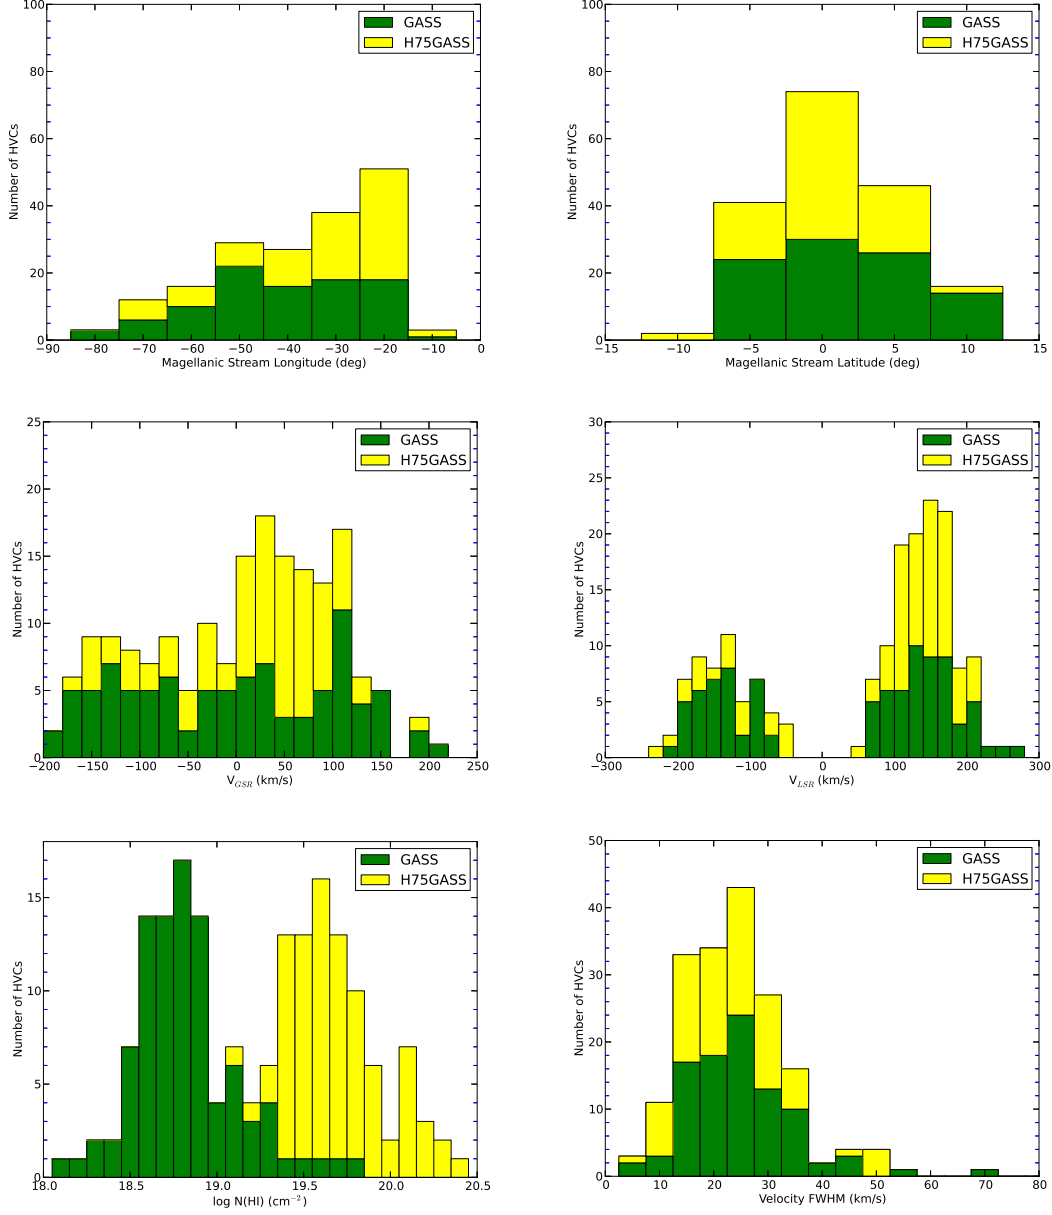 100
80
60
40
20
0
Number of HVCs
GASS
H75GASS
−90 −80 −70 −60 −50 −40 −30 −20 −10 0
Magellanic Stream Longitude (deg)
100
80
60
40
20
0
Number of HVCs
GASS
H75GASS
−15 −10 −5 0 5 10 15
Magellanic Stream Latitude (deg)
25
20
15
10
5
0
Number of HVCs
GASS
H75GASS
−200 −150 −100 −50 0 50 100 150 200 250
V_GSR (km/s)
30
25
20
15
10
5
0
Number of HVCs
GASS
H75GASS
−300 −200 −100 0 100 200 300
V_LSR (km/s)
15
10
5
0
Number of HVCs
GASS
H75GASS
18.0 18.5 19.0 19.5 20.0 20.5
log N(HI) (cm⁻²)
50
40
30
20
10
0
Number of HVCs
GASS
H75GASS
0 10 20 30 40 50 60 70 80
Velocity FWHM (km/s)